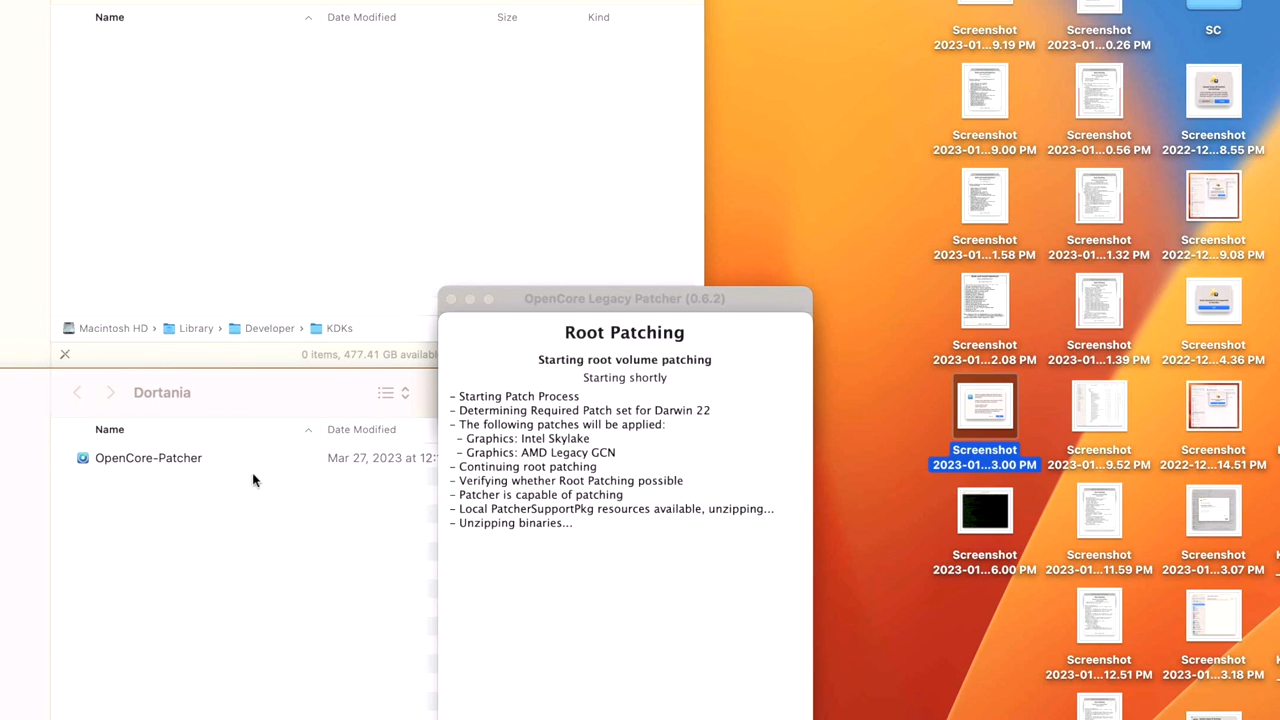 Name
Date Modified
Size
Kind
Macintosh HD › Library › Developer › KDKs
0 items, 477.41 GB availabl
Dortania
Name
Date Modified
OpenCore-Patcher
Mar 27, 2023 at 12:
OpenCore Legacy Patcher (0.6.2)
Root Patching
Starting root volume patching
Starting shortly
- Starting Patch Process
- Determining Required Patch set for Darwin 22
- The following patches will be applied:
- Graphics: Intel Skylake
- Graphics: AMD Legacy GCN
- Continuing root patching
- Verifying whether Root Patching possible
- Patcher is capable of patching
- Local PatcherSupportPkg resources available, unzipping...
- Unzipping binaries...
Screenshot
2023-01...9.19 PM
Screenshot
2023-01...0.26 PM
SC
Screenshot
2023-01...9.00 PM
Screenshot
2023-01...0.56 PM
Screenshot
2022-12...8.55 PM
Screenshot
2023-01...1.58 PM
Screenshot
2023-01...1.32 PM
Screenshot
2022-12...9.08 PM
Screenshot
2023-01...2.08 PM
Screenshot
2023-01...1.39 PM
Screenshot
2022-12...4.36 PM
Screenshot
2023-01...3.00 PM
Screenshot
2023-01...9.52 PM
Screenshot
2022-12...14.51 PM
Screenshot
2023-01...6.00 PM
Screenshot
2023-01...11.59 PM
Screenshot
2023-01...3.07 PM
Screenshot
2023-01...12.51 PM
Screenshot
2023-01...3.18 PM